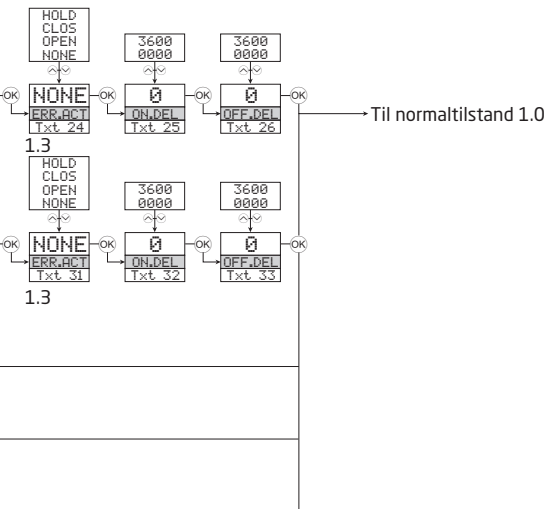 HOLD
CLOS
OPEN
NONE
3600
0000
3600
0000
OK
NONE
OK
0
OK
0
OK
ERR.ACT
ON.DEL
OFF.DEL
Txt 24
Txt 25
Txt 26
Til normaltilstand 1.0
1.3
HOLD
CLOS
OPEN
NONE
3600
0000
3600
0000
OK
NONE
OK
0
OK
0
OK
ERR.ACT
ON.DEL
OFF.DEL
Txt 31
Txt 32
Txt 33
1.3